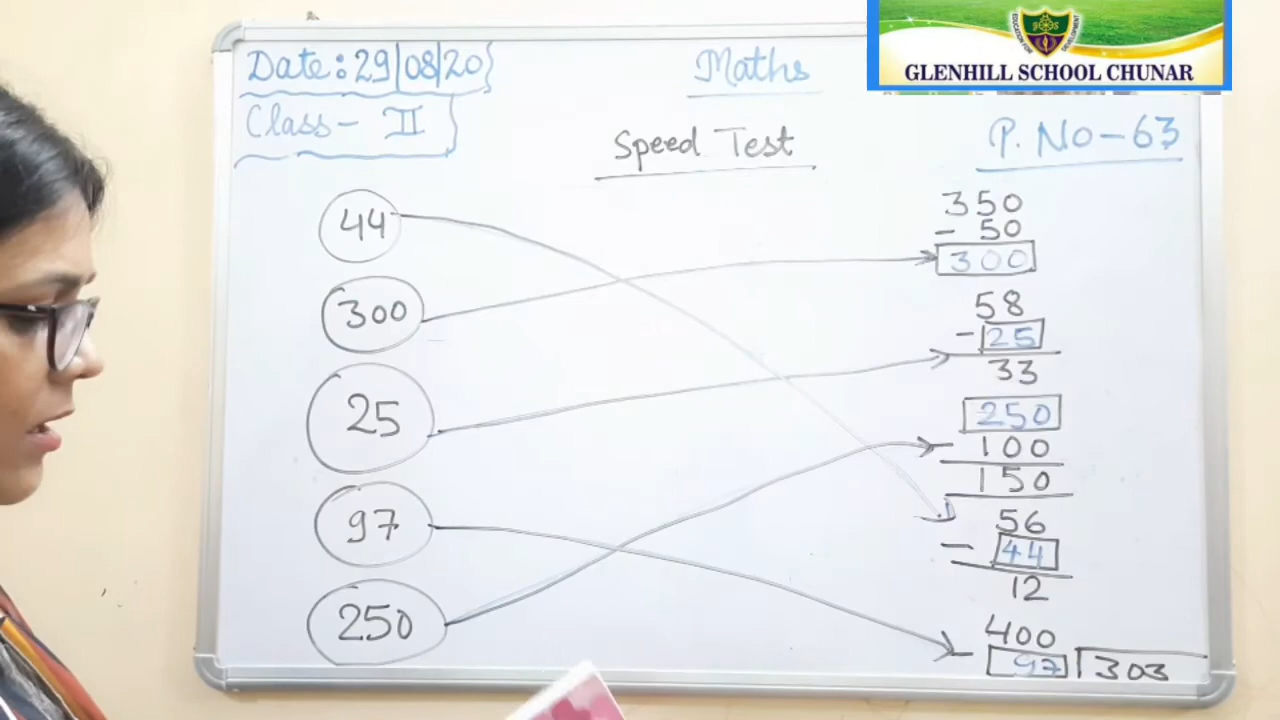 Date: 29/08/20
Class- II
Maths
Speed Test
GLENHILL SCHOOL CHUNAR
P. No-63
44
300
25
97
250
350
- 50
300
58
- 25
33
250
- 100
150
56
- 44
12
400
- 97 303